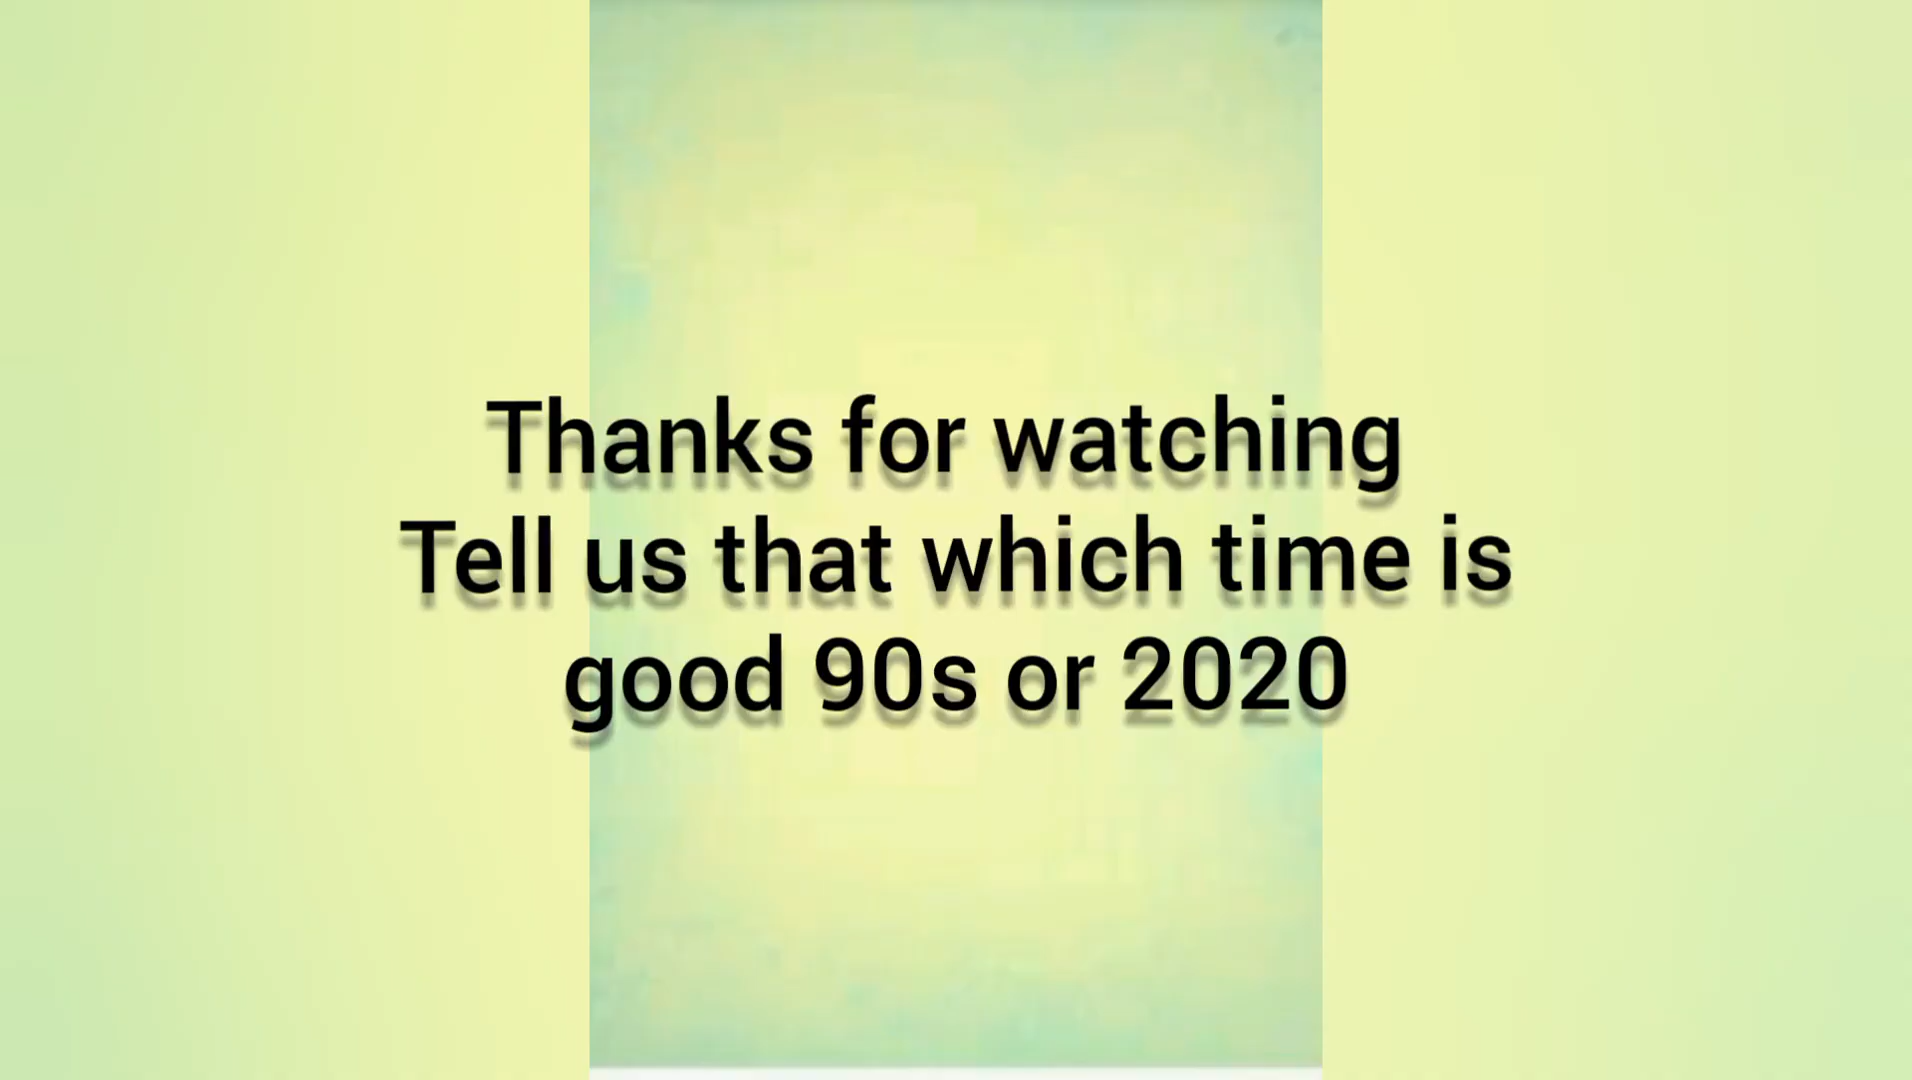 Thanks for watching
Tell us that which time is
good 90s or 2020